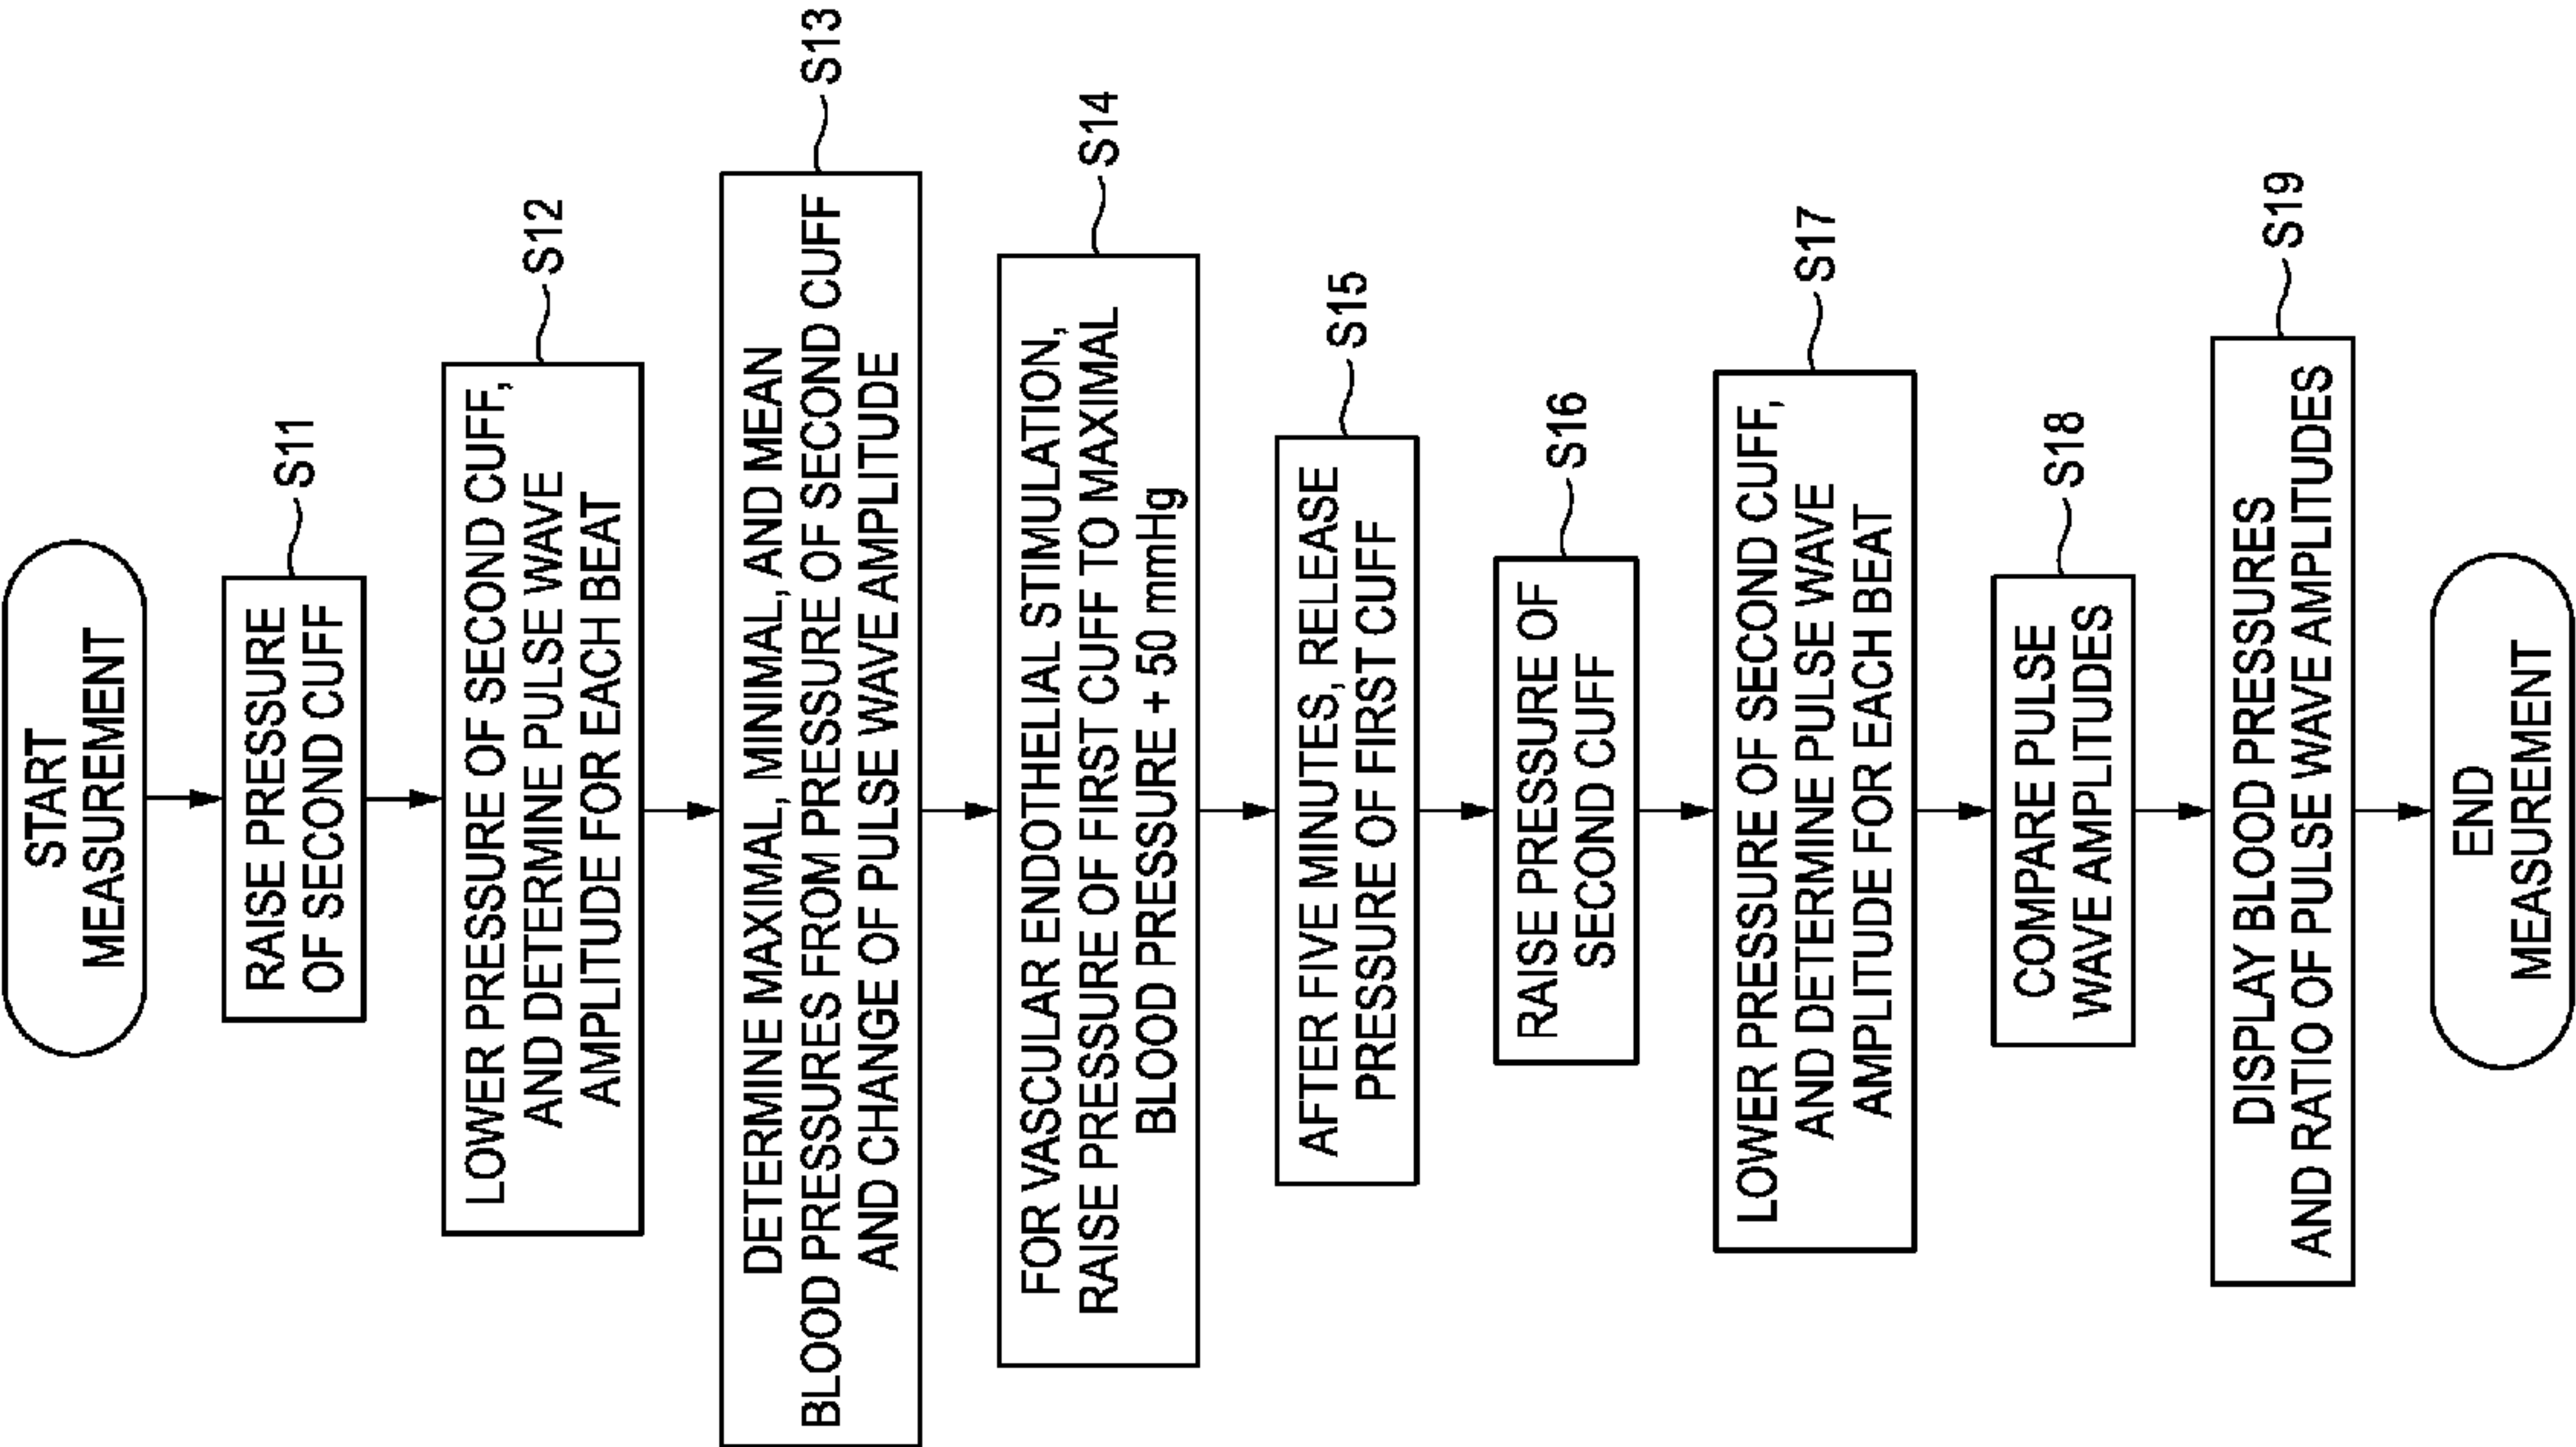 START
MEASUREMENT
RAISE PRESSURE
OF SECOND CUFF
S11
LOWER PRESSURE OF SECOND CUFF,
AND DETERMINE PULSE WAVE
AMPLITUDE FOR EACH BEAT
S12
DETERMINE MAXIMAL, MINIMAL, AND MEAN
BLOOD PRESSURES FROM PRESSURE OF SECOND CUFF
AND CHANGE OF PULSE WAVE AMPLITUDE
S13
FOR VASCULAR ENDOTHELIAL STIMULATION,
RAISE PRESSURE OF FIRST CUFF TO MAXIMAL
BLOOD PRESSURE + 50 mmHg
S14
AFTER FIVE MINUTES, RELEASE
PRESSURE OF FIRST CUFF
S15
RAISE PRESSURE OF
SECOND CUFF
S16
LOWER PRESSURE OF SECOND CUFF,
AND DETERMINE PULSE WAVE
AMPLITUDE FOR EACH BEAT
S17
COMPARE PULSE
WAVE AMPLITUDES
S18
DISPLAY BLOOD PRESSURES
AND RATIO OF PULSE WAVE AMPLITUDES
S19
END
MEASUREMENT